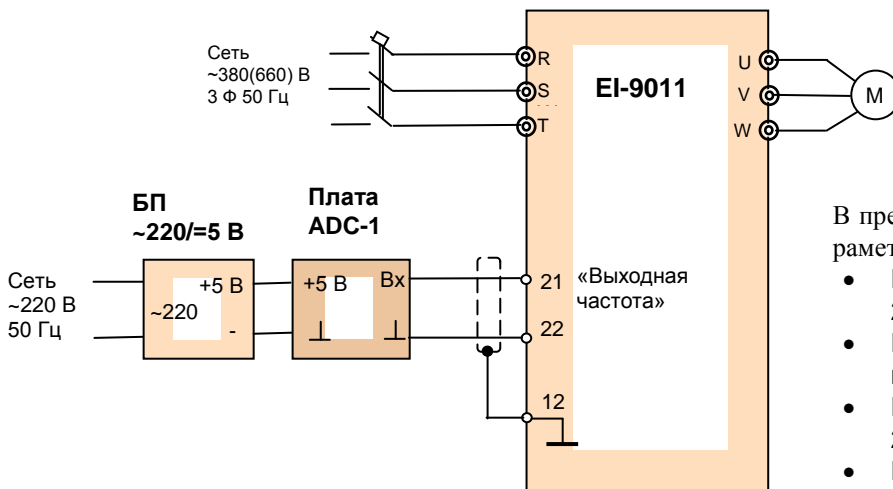 Сеть
~380(660) В
3 Ф 50 Гц
R
S
T
EI-9011
U
V
W
M
БП
~220/=5 В
Плата
ADC-1
Сеть
~220 В
50 Гц
+5 В
~220
-
+5 В
Вх
21
22
12
«Выходная
частота»
В пре
рамет